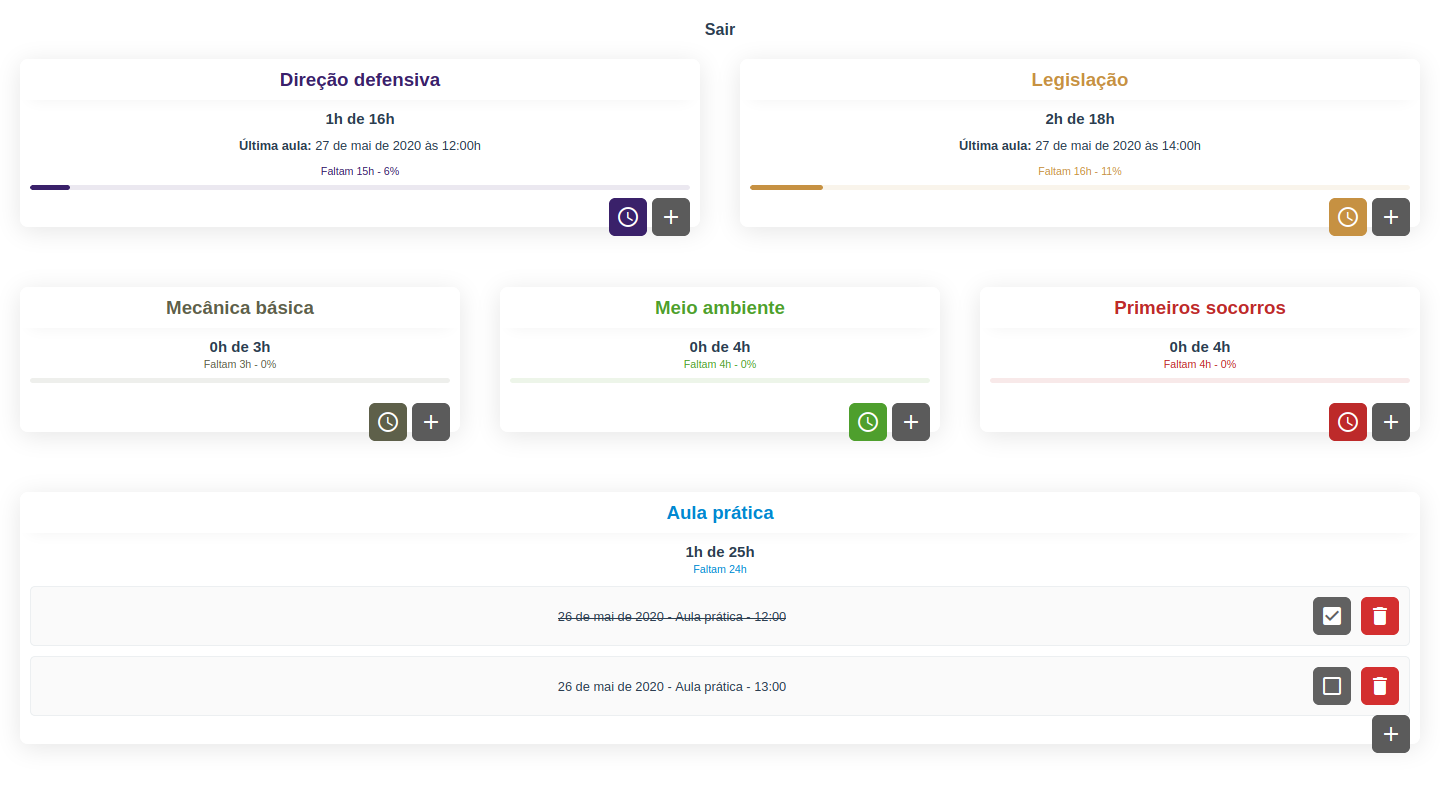 Sair
Direção defensiva
1h de 16h
Última aula: 27 de mai de 2020 às 12:00h
Faltam 15h - 6%
Legislação
2h de 18h
Última aula: 27 de mai de 2020 às 14:00h
Faltam 16h - 11%
Mecânica básica
0h de 3h
Faltam 3h - 0%
Meio ambiente
0h de 4h
Faltam 4h - 0%
Primeiros socorros
0h de 4h
Faltam 4h - 0%
Aula prática
1h de 25h
Faltam 24h
26 de mai de 2020 - Aula prática - 12:00
26 de mai de 2020 - Aula prática - 13:00